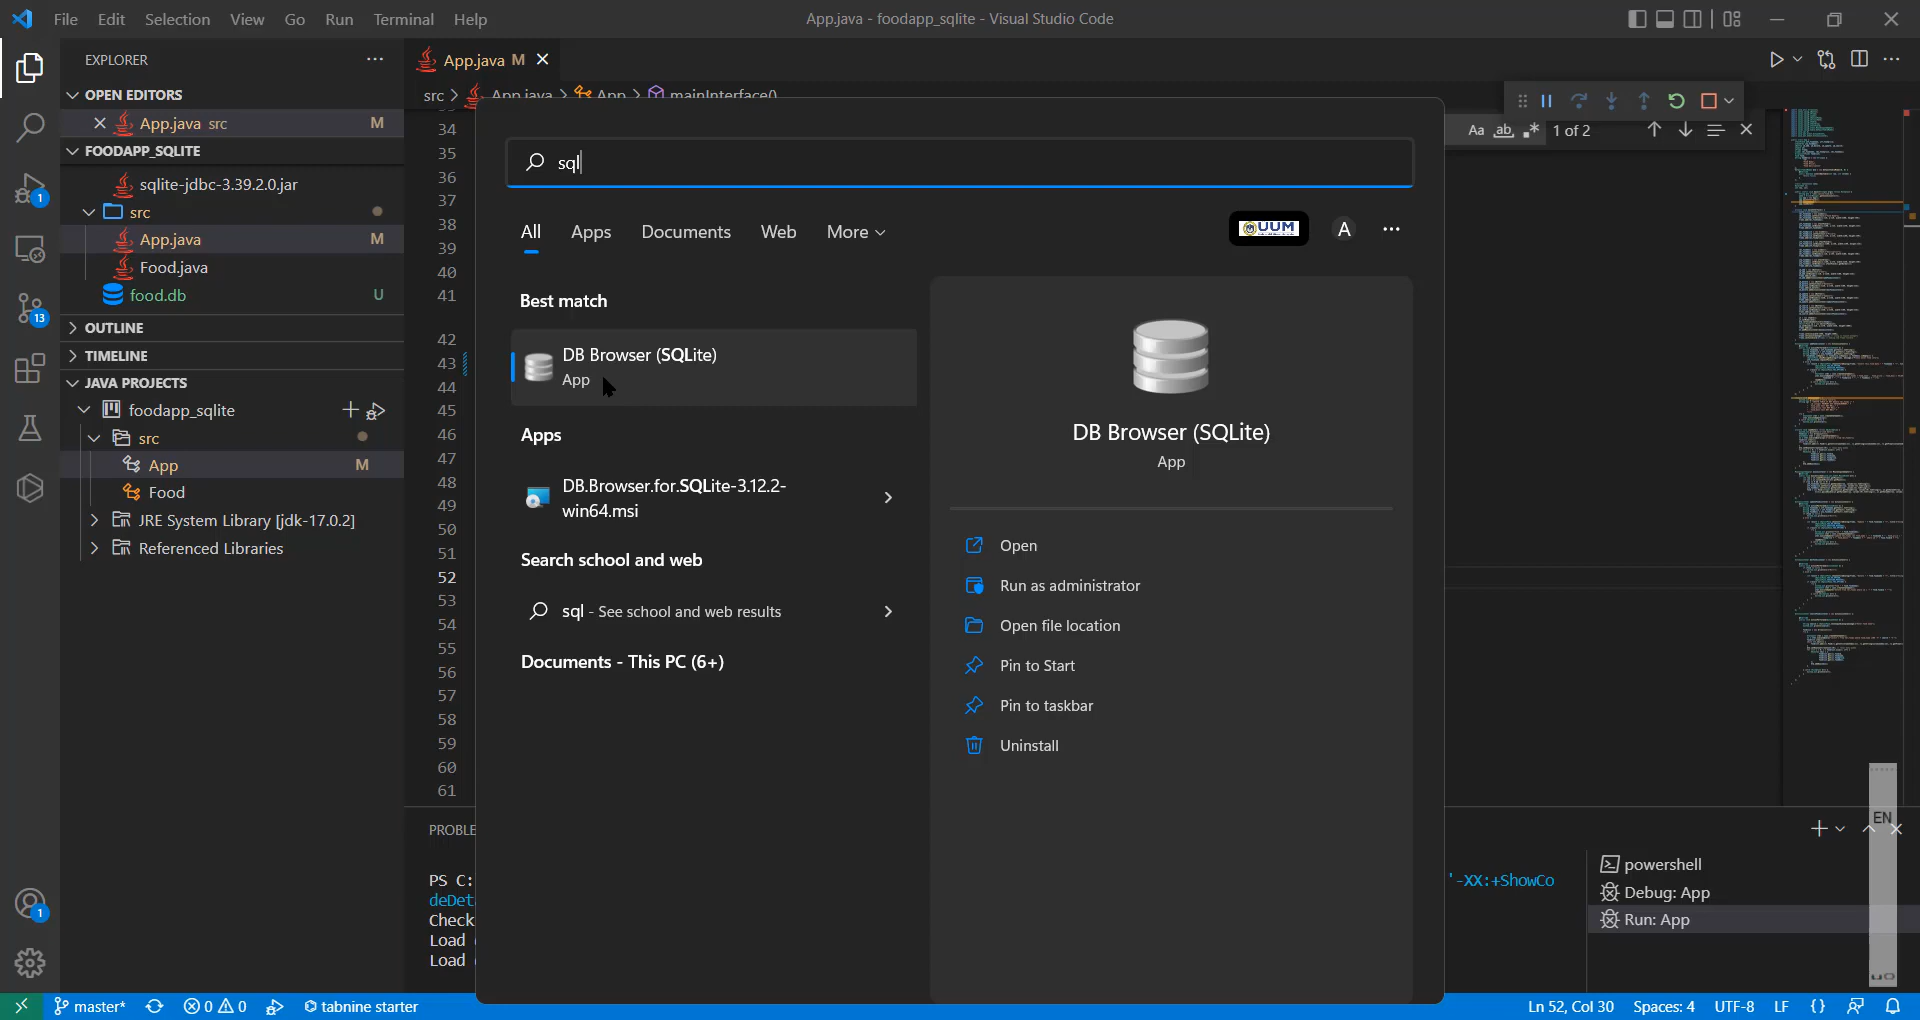 File Edit Selection View Go Run Terminal Help
App.java - foodapp_sqlite - Visual Studio Code
EXPLORER
OPEN EDITORS
App.java src M
FOODAPP_SQLITE
sqlite-jdbc-3.39.2.0.jar
src
App.java M
Food.java
food.db U
OUTLINE
TIMELINE
JAVA PROJECTS
foodapp_sqlite
src
App M
Food
JRE System Library [jdk-17.0.2]
Referenced Libraries
1
13
1
App.java M
src > App.java > App > mainInterface()
34
35
36
37
38
39
40
41
42
43
44
45
46
47
48
49
50
51
52
53
54
55
56
57
58
59
60
61
Aa ab 1 of 2
sql
All Apps Documents Web More
UUM A
Best match
DB Browser (SQLite)
App
Apps
DB.Browser.for.SQLite-3.12.2-
win64.msi
Search school and web
sql - See school and web results
Documents - This PC (6+)
DB Browser (SQLite)
App
Open
Run as administrator
Open file location
Pin to Start
Pin to taskbar
Uninstall
PROBLE
PS C:
deDet
Check
Load
Load
'-XX:+ShowCo
EN
powershell
Debug: App
Run: App
master* 0 0 tabnine starter
Ln 52, Col 30 Spaces: 4 UTF-8 LF {}